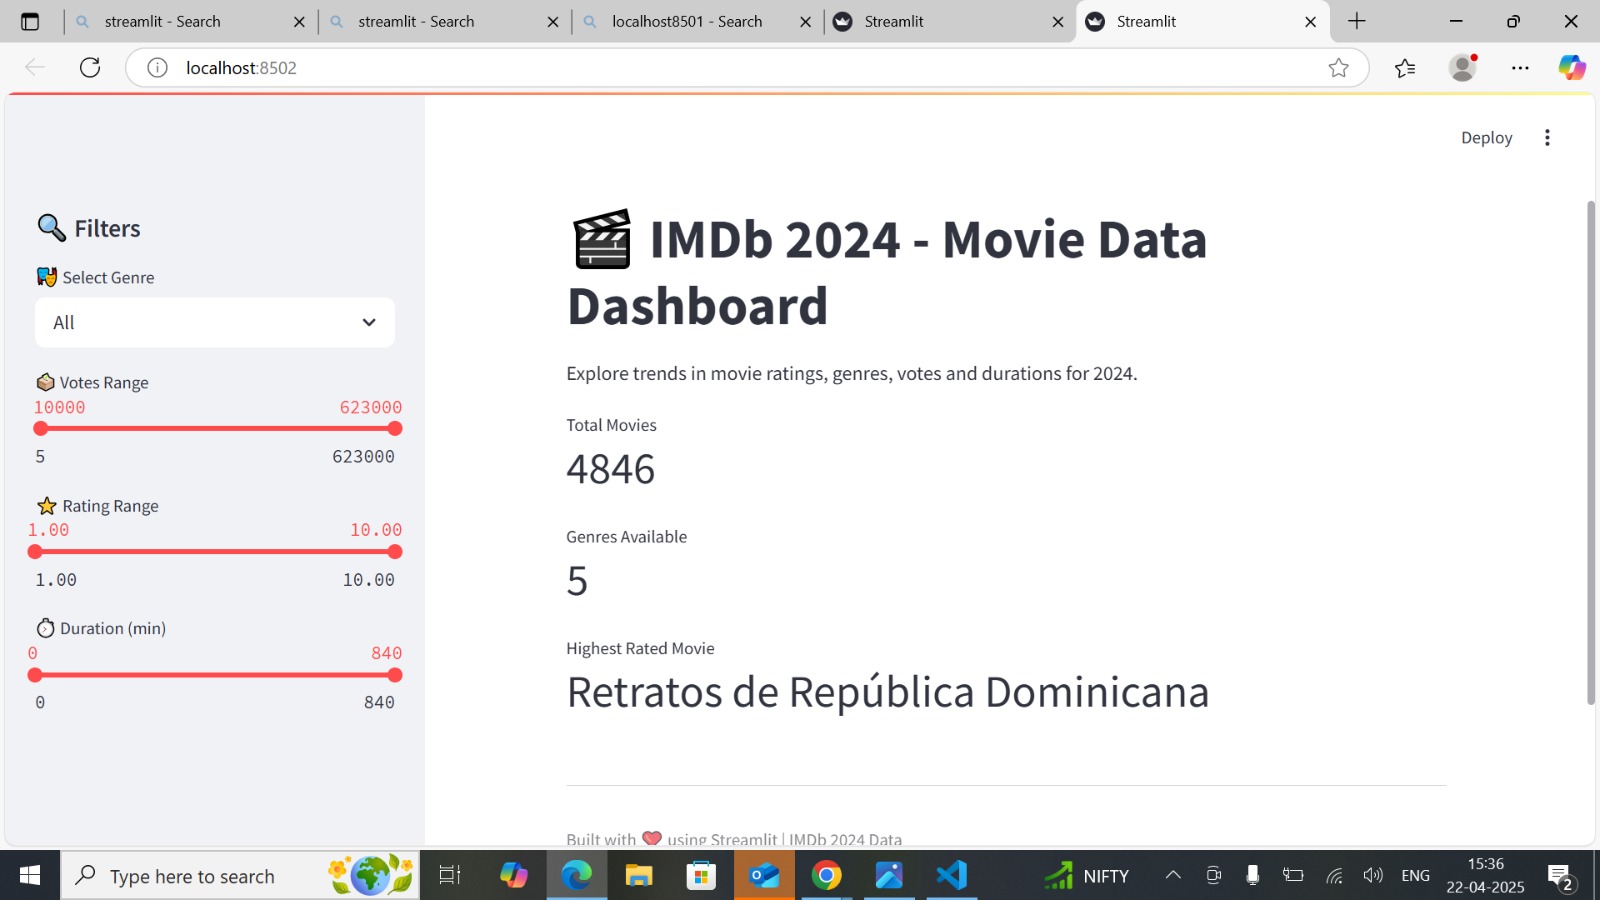 streamlit - Search
streamlit - Search
localhost8501 - Search
Streamlit
Streamlit
localhost:8502
Deploy
Filters
Select Genre
All
Votes Range
10000 623000
5 623000
Rating Range
1.00 10.00
1.00 10.00
Duration (min)
0 840
0 840
IMDb 2024 - Movie Data
Dashboard
Explore trends in movie ratings, genres, votes and durations for 2024.
Total Movies
4846
Genres Available
5
Highest Rated Movie
Retratos de República Dominicana
Built with ❤️ using Streamlit | IMDb 2024 Data
Type here to search
NIFTY
ENG
15:36
22-04-2025
2